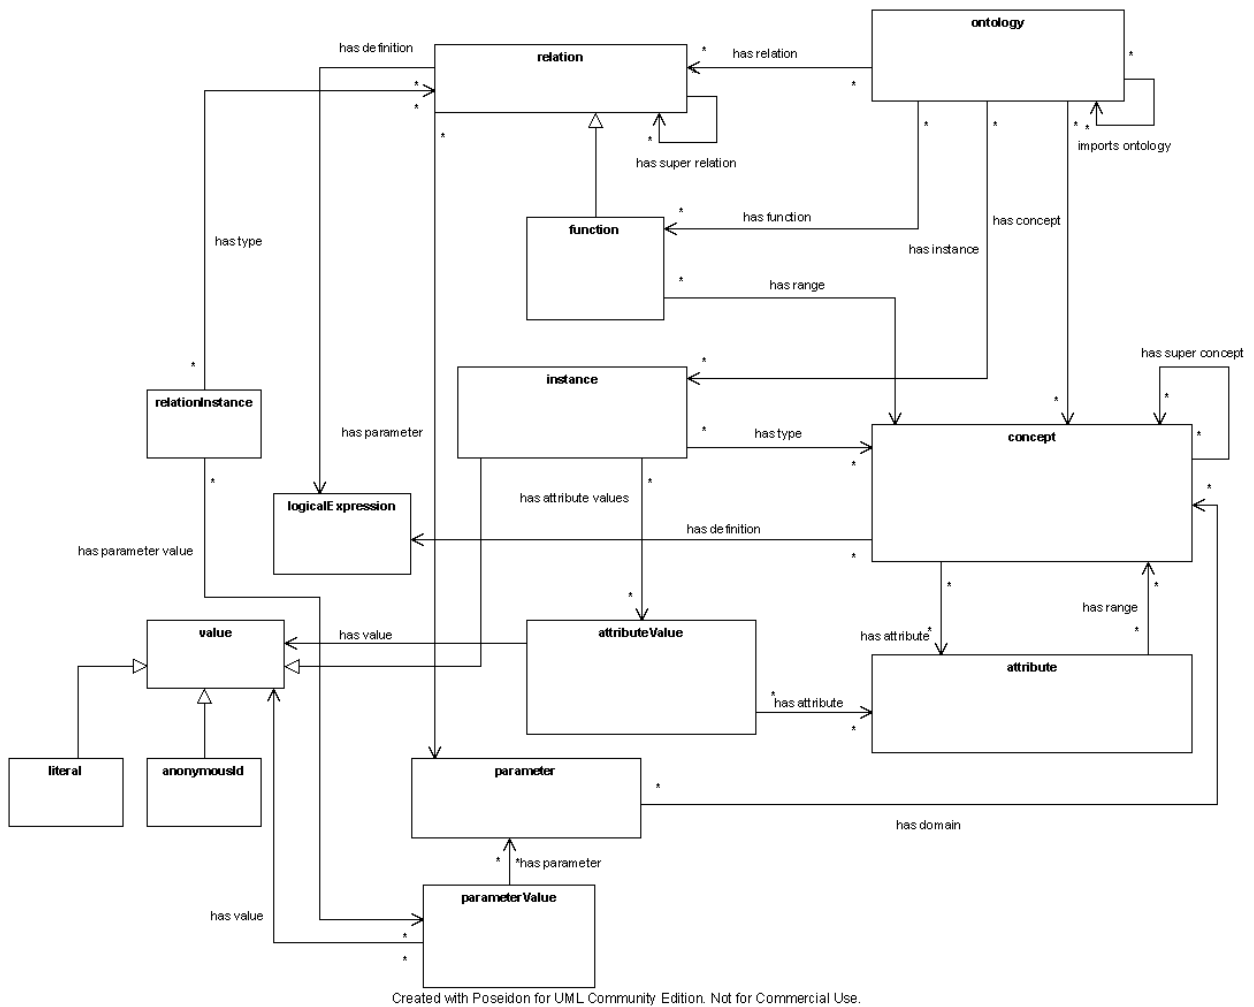 ontology
has definition
relation
*
has relation
*
*
*
*
*
*
*
*
*
*
imports ontology
*
has super relation
*
has function
has concept
has type
has instance
function
*
has range
has super concept
*
*
instance
*
*
relationInstance
has parameter
*
has type
*
concept
*
*
*
has attribute values
*
*
logicalExpression
has definition
*
has parameter value
*
*
*
has range
value
has value
attributeValue
has attribute
*
*
attribute
*
has attribute
*
literal
anonymousId
parameter
*
has domain
*
*has parameter
parameterValue
has value
*
*
Created with Poseidon for UML Community Edition. Not for Commercial Use.